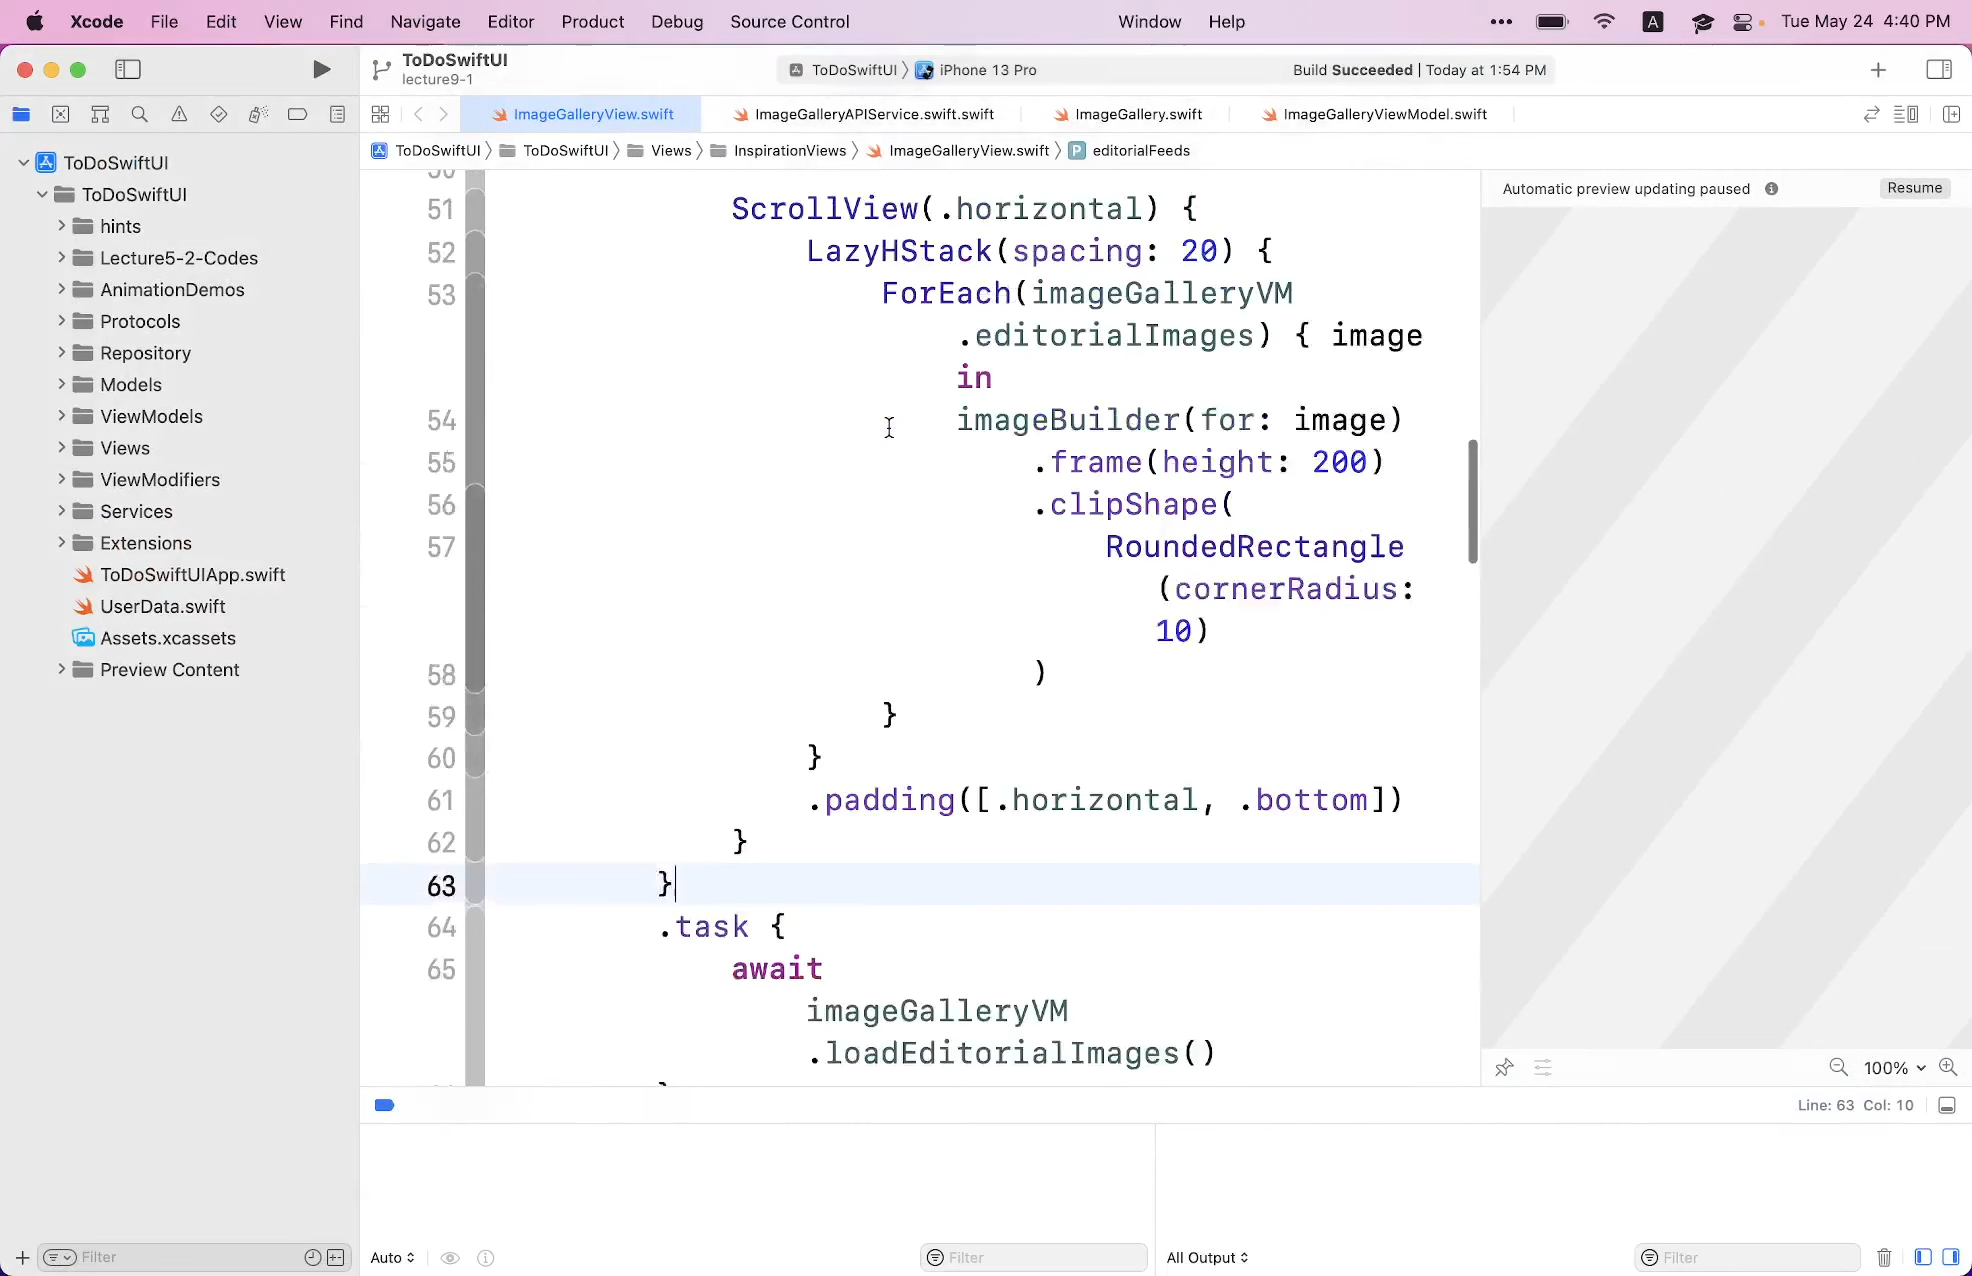 Xcode File Edit View Find Navigate Editor Product Debug Source Control Window Help A Tue May 24 4:40 PM
ToDoSwiftUI
lecture9-1
ToDoSwiftUI iPhone 13 Pro Build Succeeded | Today at 1:54 PM
ImageGalleryView.swift ImageGalleryAPIService.swift.swift ImageGallery.swift ImageGalleryViewModel.swift
ToDoSwiftUI ToDoSwiftUI Views InspirationViews ImageGalleryView.swift P editorialFeeds
ToDoSwiftUI
ToDoSwiftUI
hints
Lecture5-2-Codes
AnimationDemos
Protocols
Repository
Models
ViewModels
Views
ViewModifiers
Services
Extensions
ToDoSwiftUIApp.swift
UserData.swift
Assets.xcassets
Preview Content
Filter
50
51 ScrollView(.horizontal) {
52 LazyHStack(spacing: 20) {
53 ForEach(imageGalleryVM
.editorialImages) { image
in
54 imageBuilder(for: image)
55 .frame(height: 200)
56 .clipShape(
57 RoundedRectangle
(cornerRadius:
10)
58 )
59 }
60 }
61 .padding([.horizontal, .bottom])
62 }
63 }
64 .task {
65 await
imageGalleryVM
.loadEditorialImages()
Automatic preview updating paused Resume
100%
Line: 63 Col: 10
Auto Filter All Output Filter